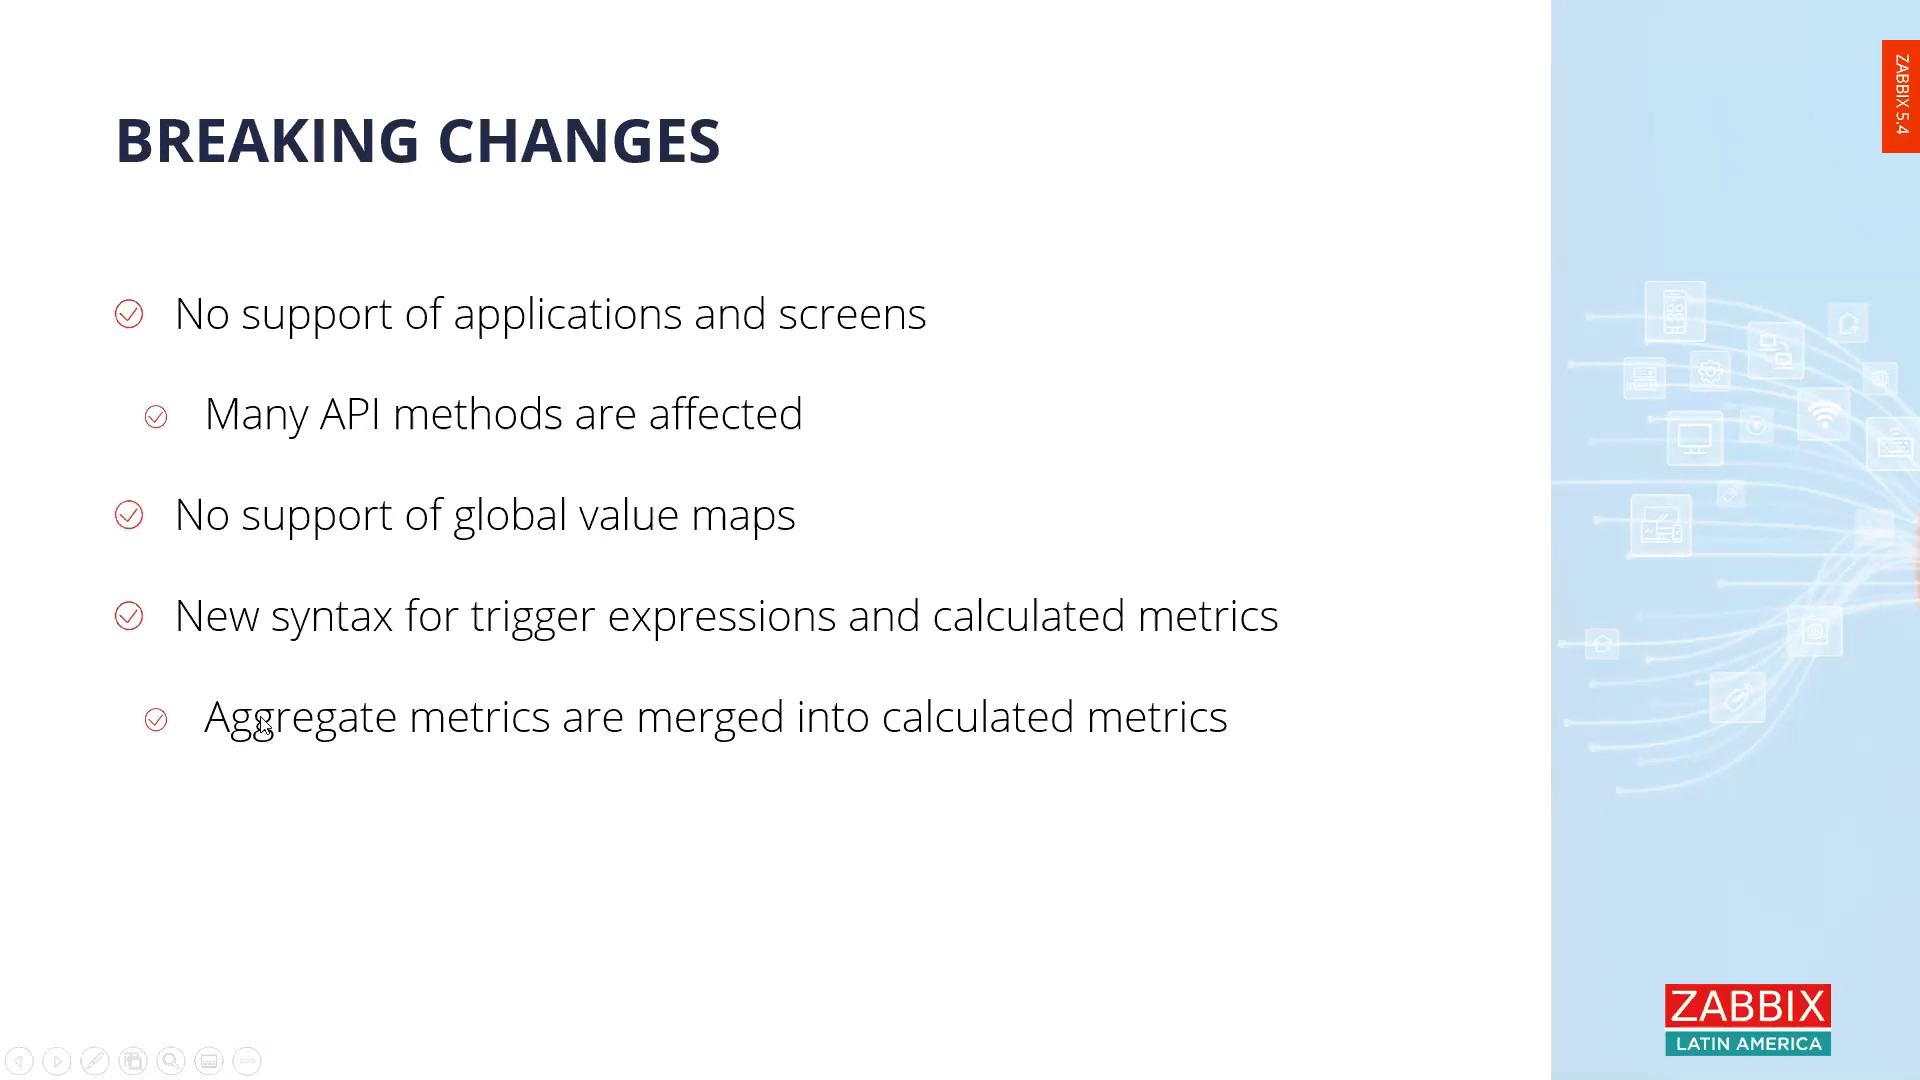 ZABBIX 5.4
BREAKING CHANGES
No support of applications and screens
Many API methods are affected
No support of global value maps
New syntax for trigger expressions and calculated metrics
Aggregate metrics are merged into calculated metrics
ZABBIX
LATIN AMERICA